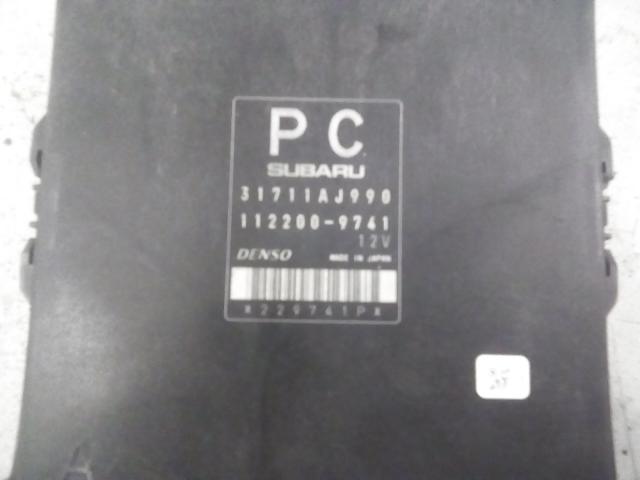 P C
SUBARU
31711AJ990
112200-9741
12V
DENSO MADE IN JAPAN
*229741P*